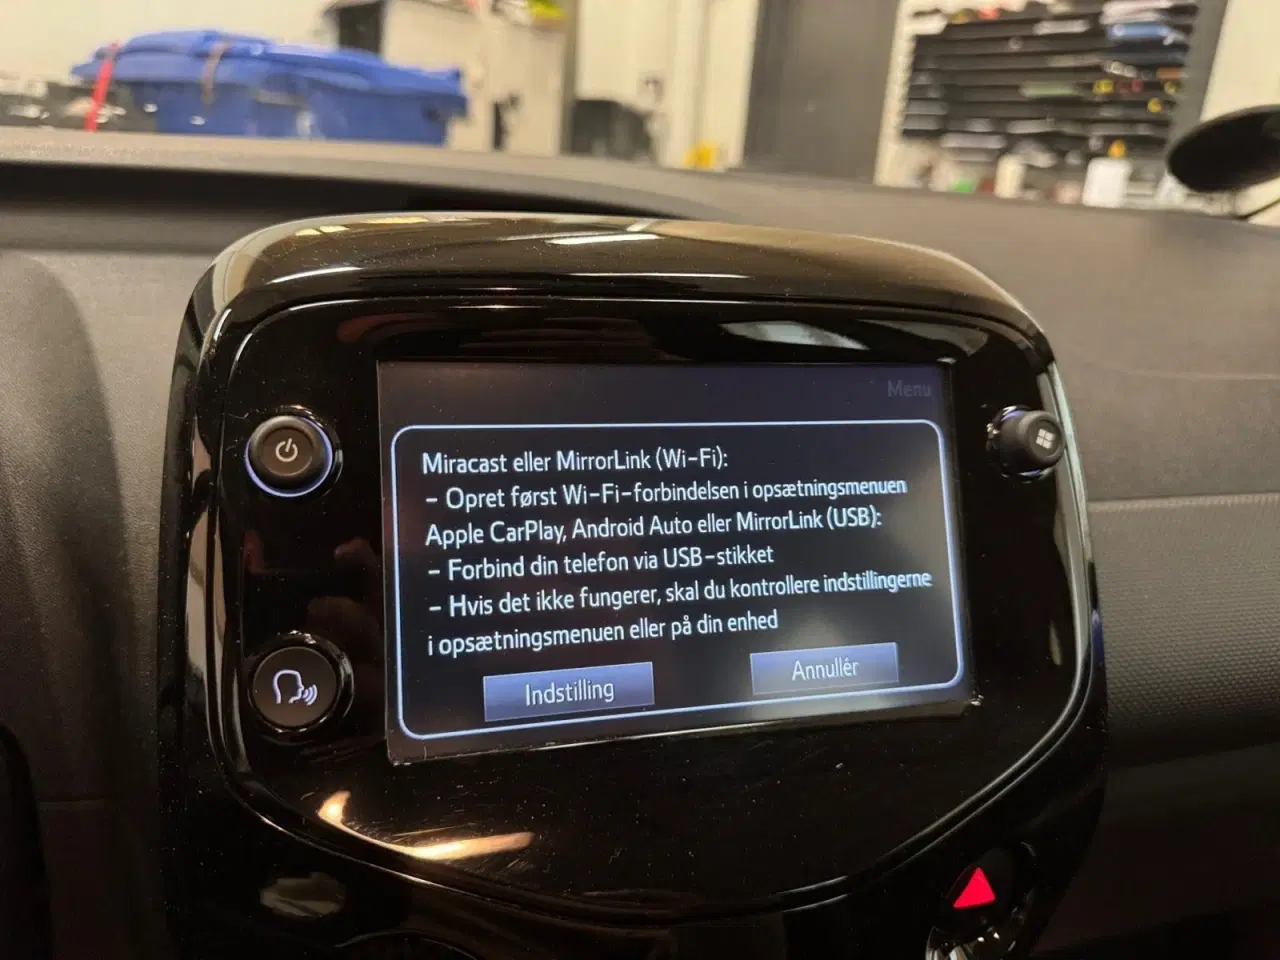 Menu
Miracast eller MirrorLink (Wi-Fi):
- Opret først Wi-Fi-forbindelsen i opsætningsmenuen
Apple CarPlay, Android Auto eller MirrorLink (USB):
- Forbind din telefon via USB-stikket
- Hvis det ikke fungerer, skal du kontrollere indstillingerne
i opsætningsmenuen eller på din enhed
Indstilling
Annullér